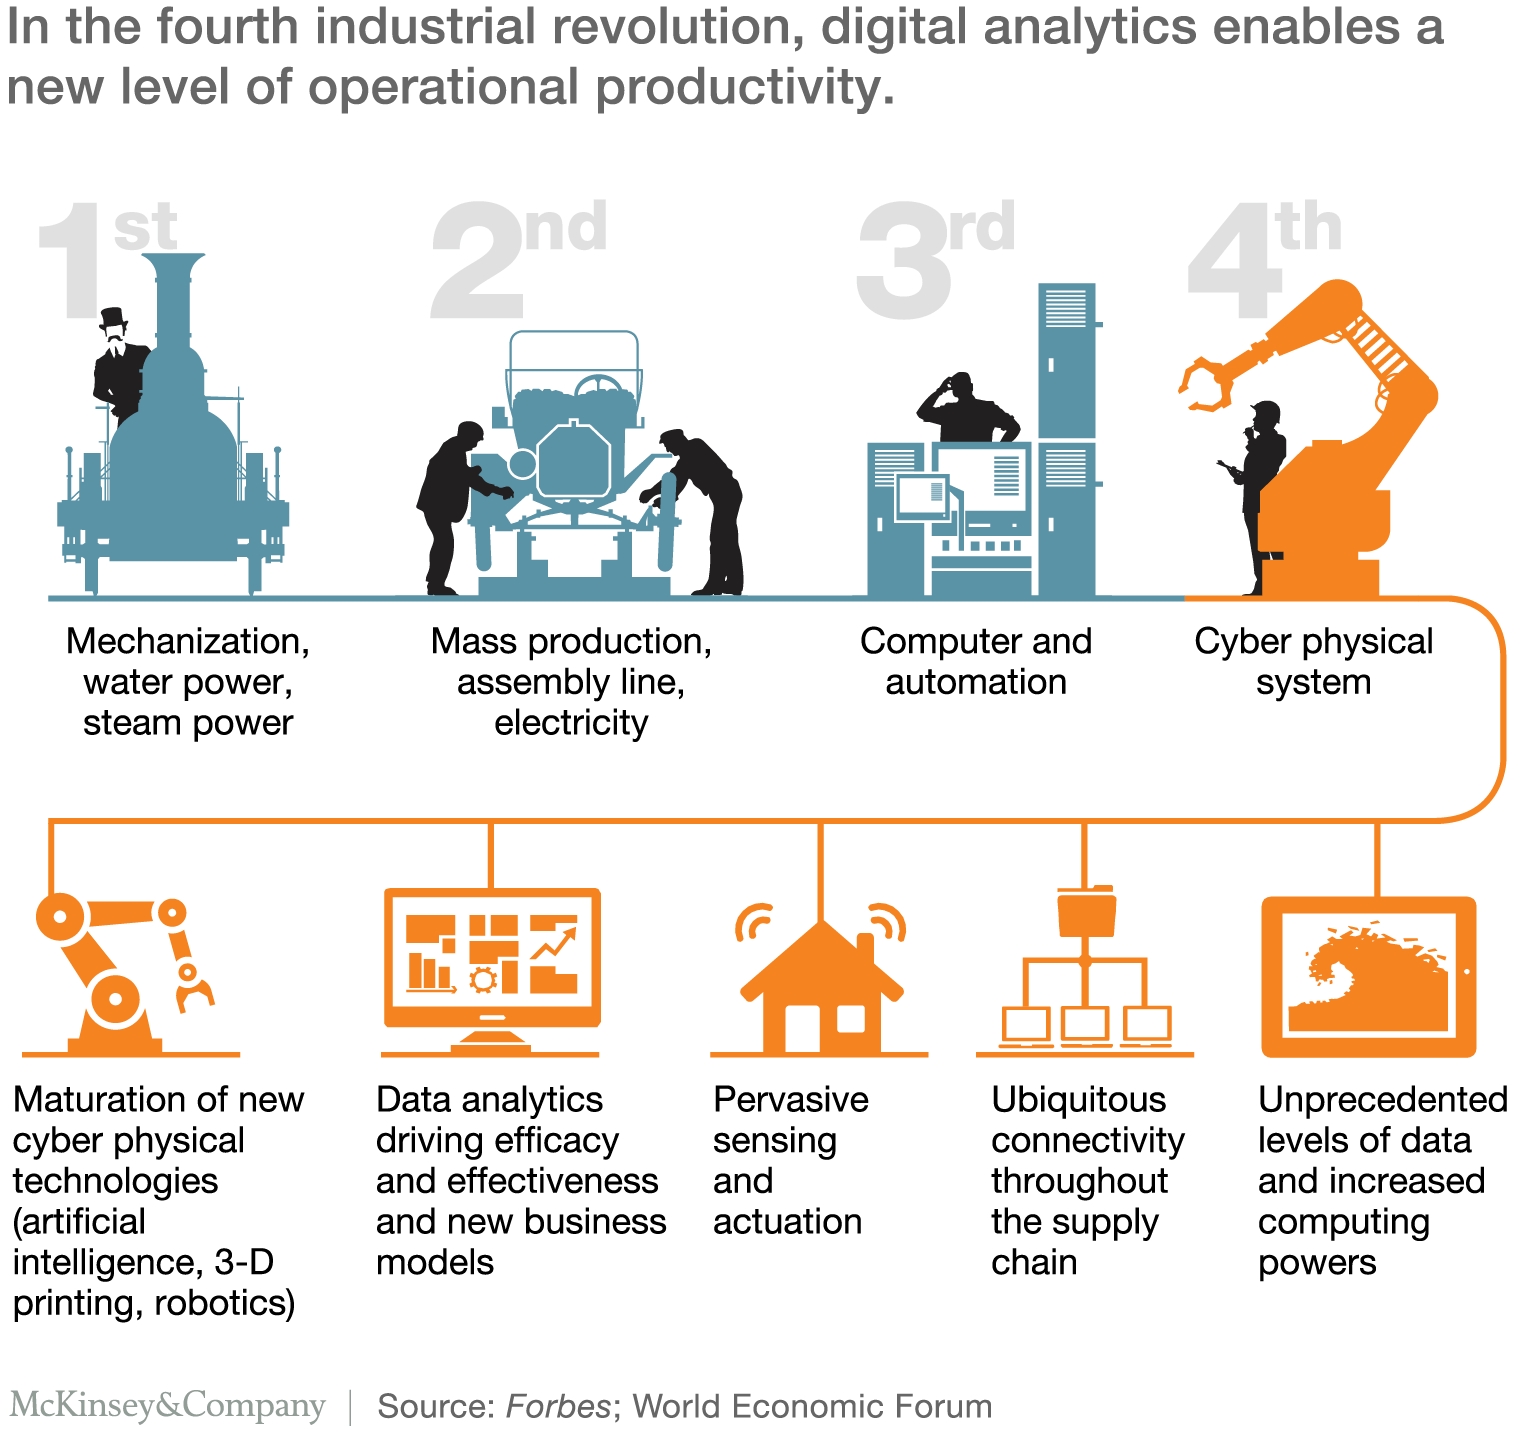 In the fourth industrial revolution, digital analytics enables a
new level of operational productivity.
1st
2nd
3rd
4th
Mechanization,
water power,
steam power
Mass production,
assembly line,
electricity
Computer and
automation
Cyber physical
system
Maturation of new
cyber physical
technologies
(artificial
intelligence, 3-D
printing, robotics)
Data analytics
driving efficacy
and effectiveness
and new business
models
Pervasive
sensing
and
actuation
Ubiquitous
connectivity
throughout
the supply
chain
Unprecedented
levels of data
and increased
computing
powers
McKinsey&Company | Source: Forbes; World Economic Forum